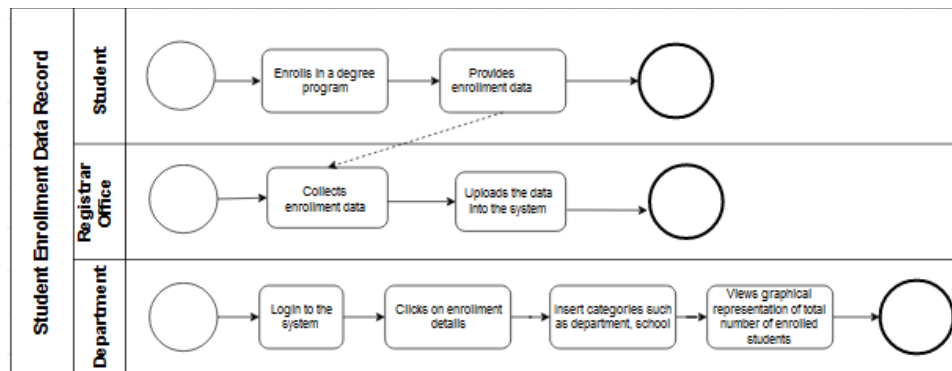 Student Enrollment Data Record
Student
Enrolls in a degree
program
Provides
enrollment data
Registrar
Office
Collects
enrollment data
Uploads the data
into the system
Department
Login to the
system
Clicks on enrollment
details
Insert categories such
as department, school
Views graphical
representation of total
number of enrolled
students